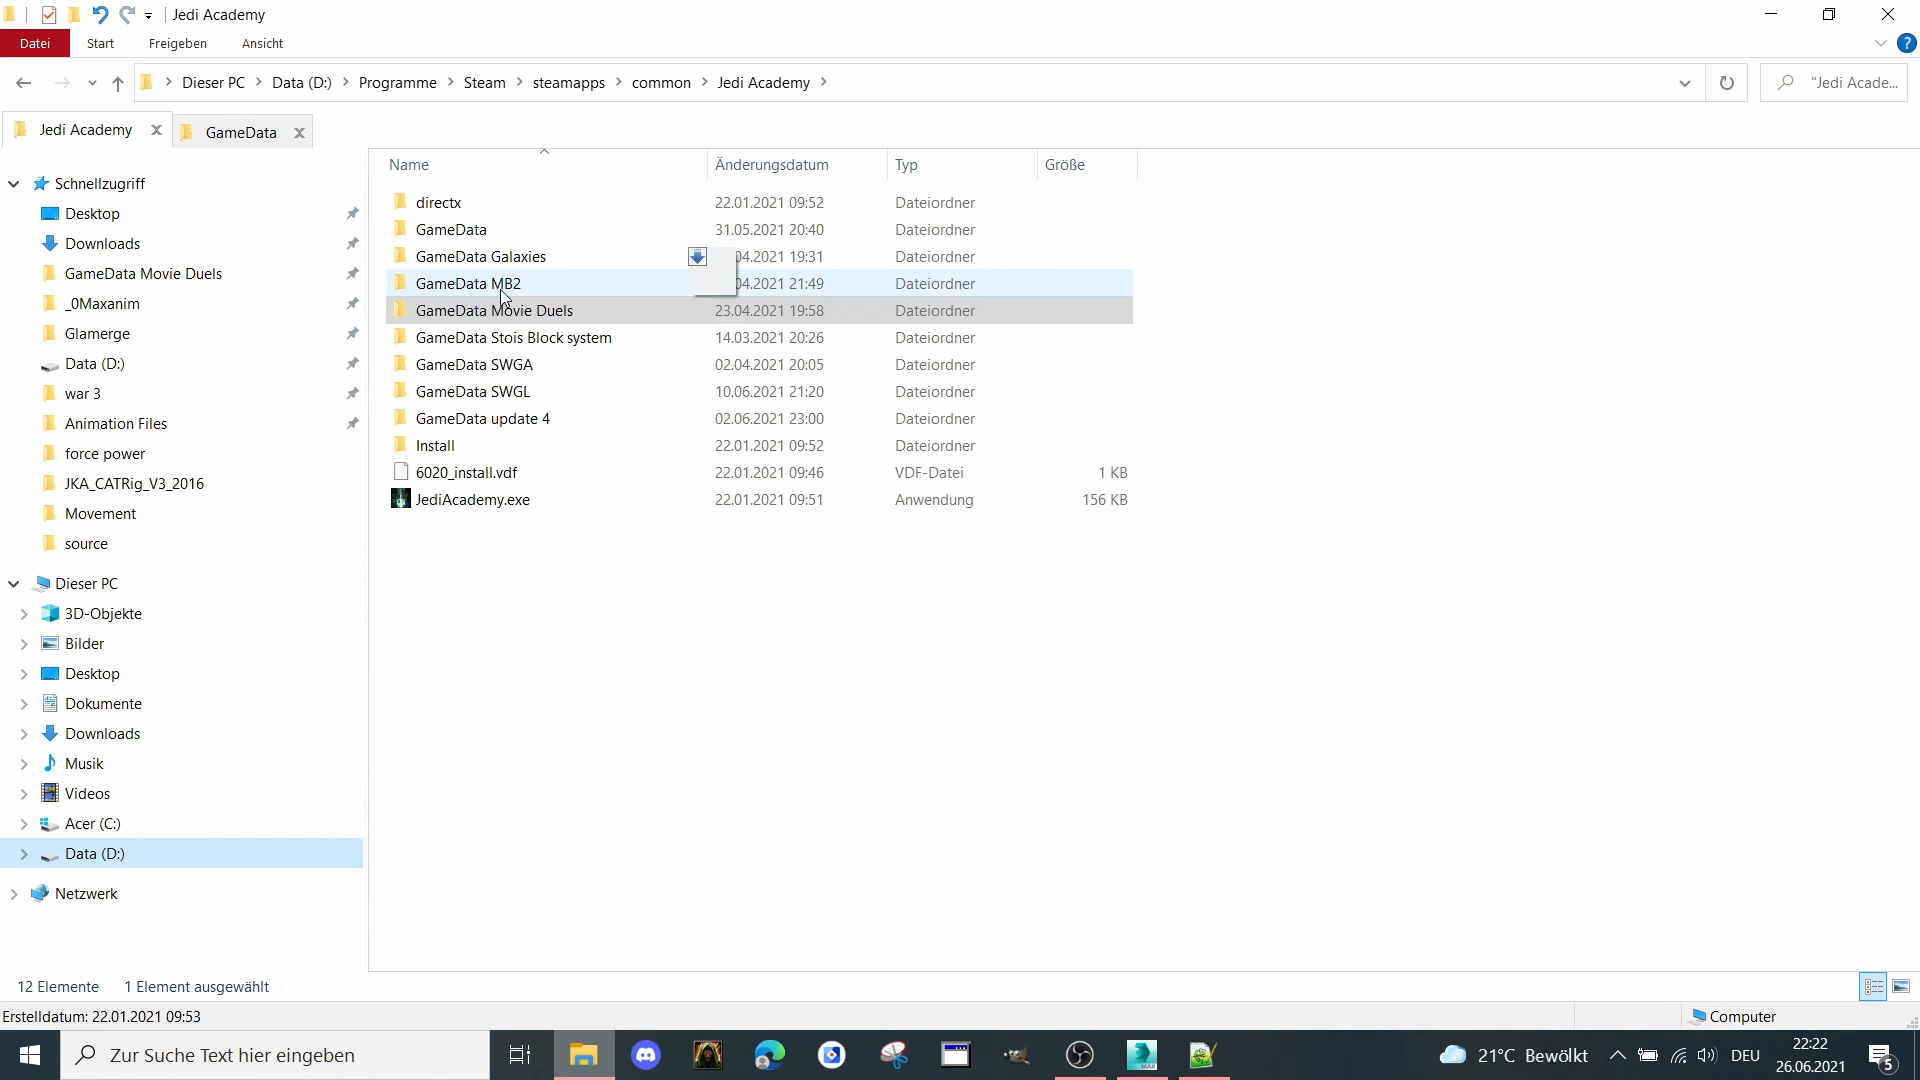 Jedi Academy
Datei Start Freigeben Ansicht
Dieser PC Data (D:) Programme Steam steamapps common Jedi Academy "Jedi Acade...
Jedi Academy GameData
Name Änderungsdatum Typ Größe
Schnellzugriff
Desktop
Downloads
GameData Movie Duels
_0Maxanim
Glamerge
Data (D:)
war 3
Animation Files
force power
JKA_CATRig_V3_2016
Movement
source
Dieser PC
3D-Objekte
Bilder
Desktop
Dokumente
Downloads
Musik
Videos
Acer (C:)
Data (D:)
Netzwerk
directx 22.01.2021 09:52 Dateiordner
GameData 31.05.2021 20:40 Dateiordner
GameData Galaxies 04.2021 19:31 Dateiordner
GameData MB2 04.2021 21:49 Dateiordner
GameData Movie Duels 23.04.2021 19:58 Dateiordner
GameData Stois Block system 14.03.2021 20:26 Dateiordner
GameData SWGA 02.04.2021 20:05 Dateiordner
GameData SWGL 10.06.2021 21:20 Dateiordner
GameData update 4 02.06.2021 23:00 Dateiordner
Install 22.01.2021 09:52 Dateiordner
6020_install.vdf 22.01.2021 09:46 VDF-Datei 1 KB
JediAcademy.exe 22.01.2021 09:51 Anwendung 156 KB
12 Elemente 1 Element ausgewählt
Erstelldatum: 22.01.2021 09:53 Computer
Zur Suche Text hier eingeben 21°C Bewölkt DEU 22:22
26.06.2021 5